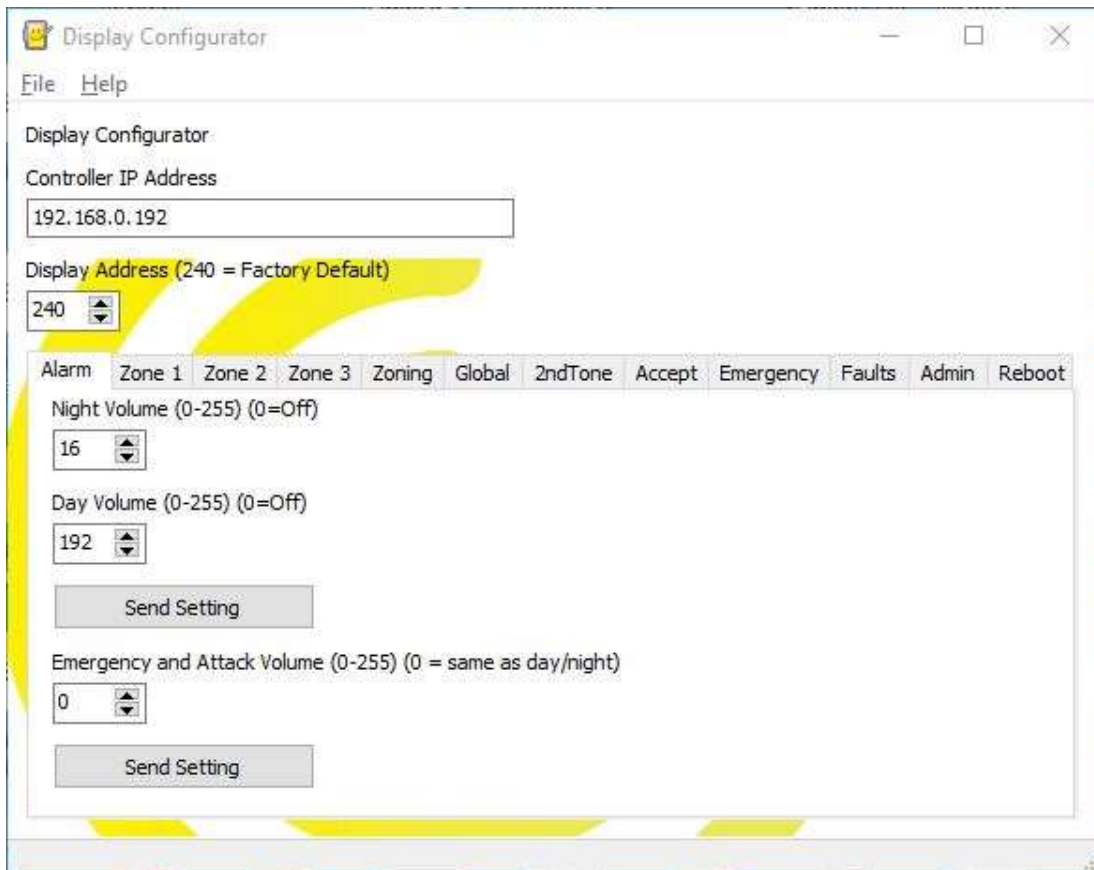 Display Configurator
File Help
Display Configurator
Controller IP Address
192.168.0.192
Display Address (240 = Factory Default)
240
Alarm Zone 1 Zone 2 Zone 3 Zoning Global 2ndTone Accept Emergency Faults Admin Reboot
Night Volume (0-255) (0=Off)
16
Day Volume (0-255) (0=Off)
192
Send Setting
Emergency and Attack Volume (0-255) (0 = same as day/night)
0
Send Setting